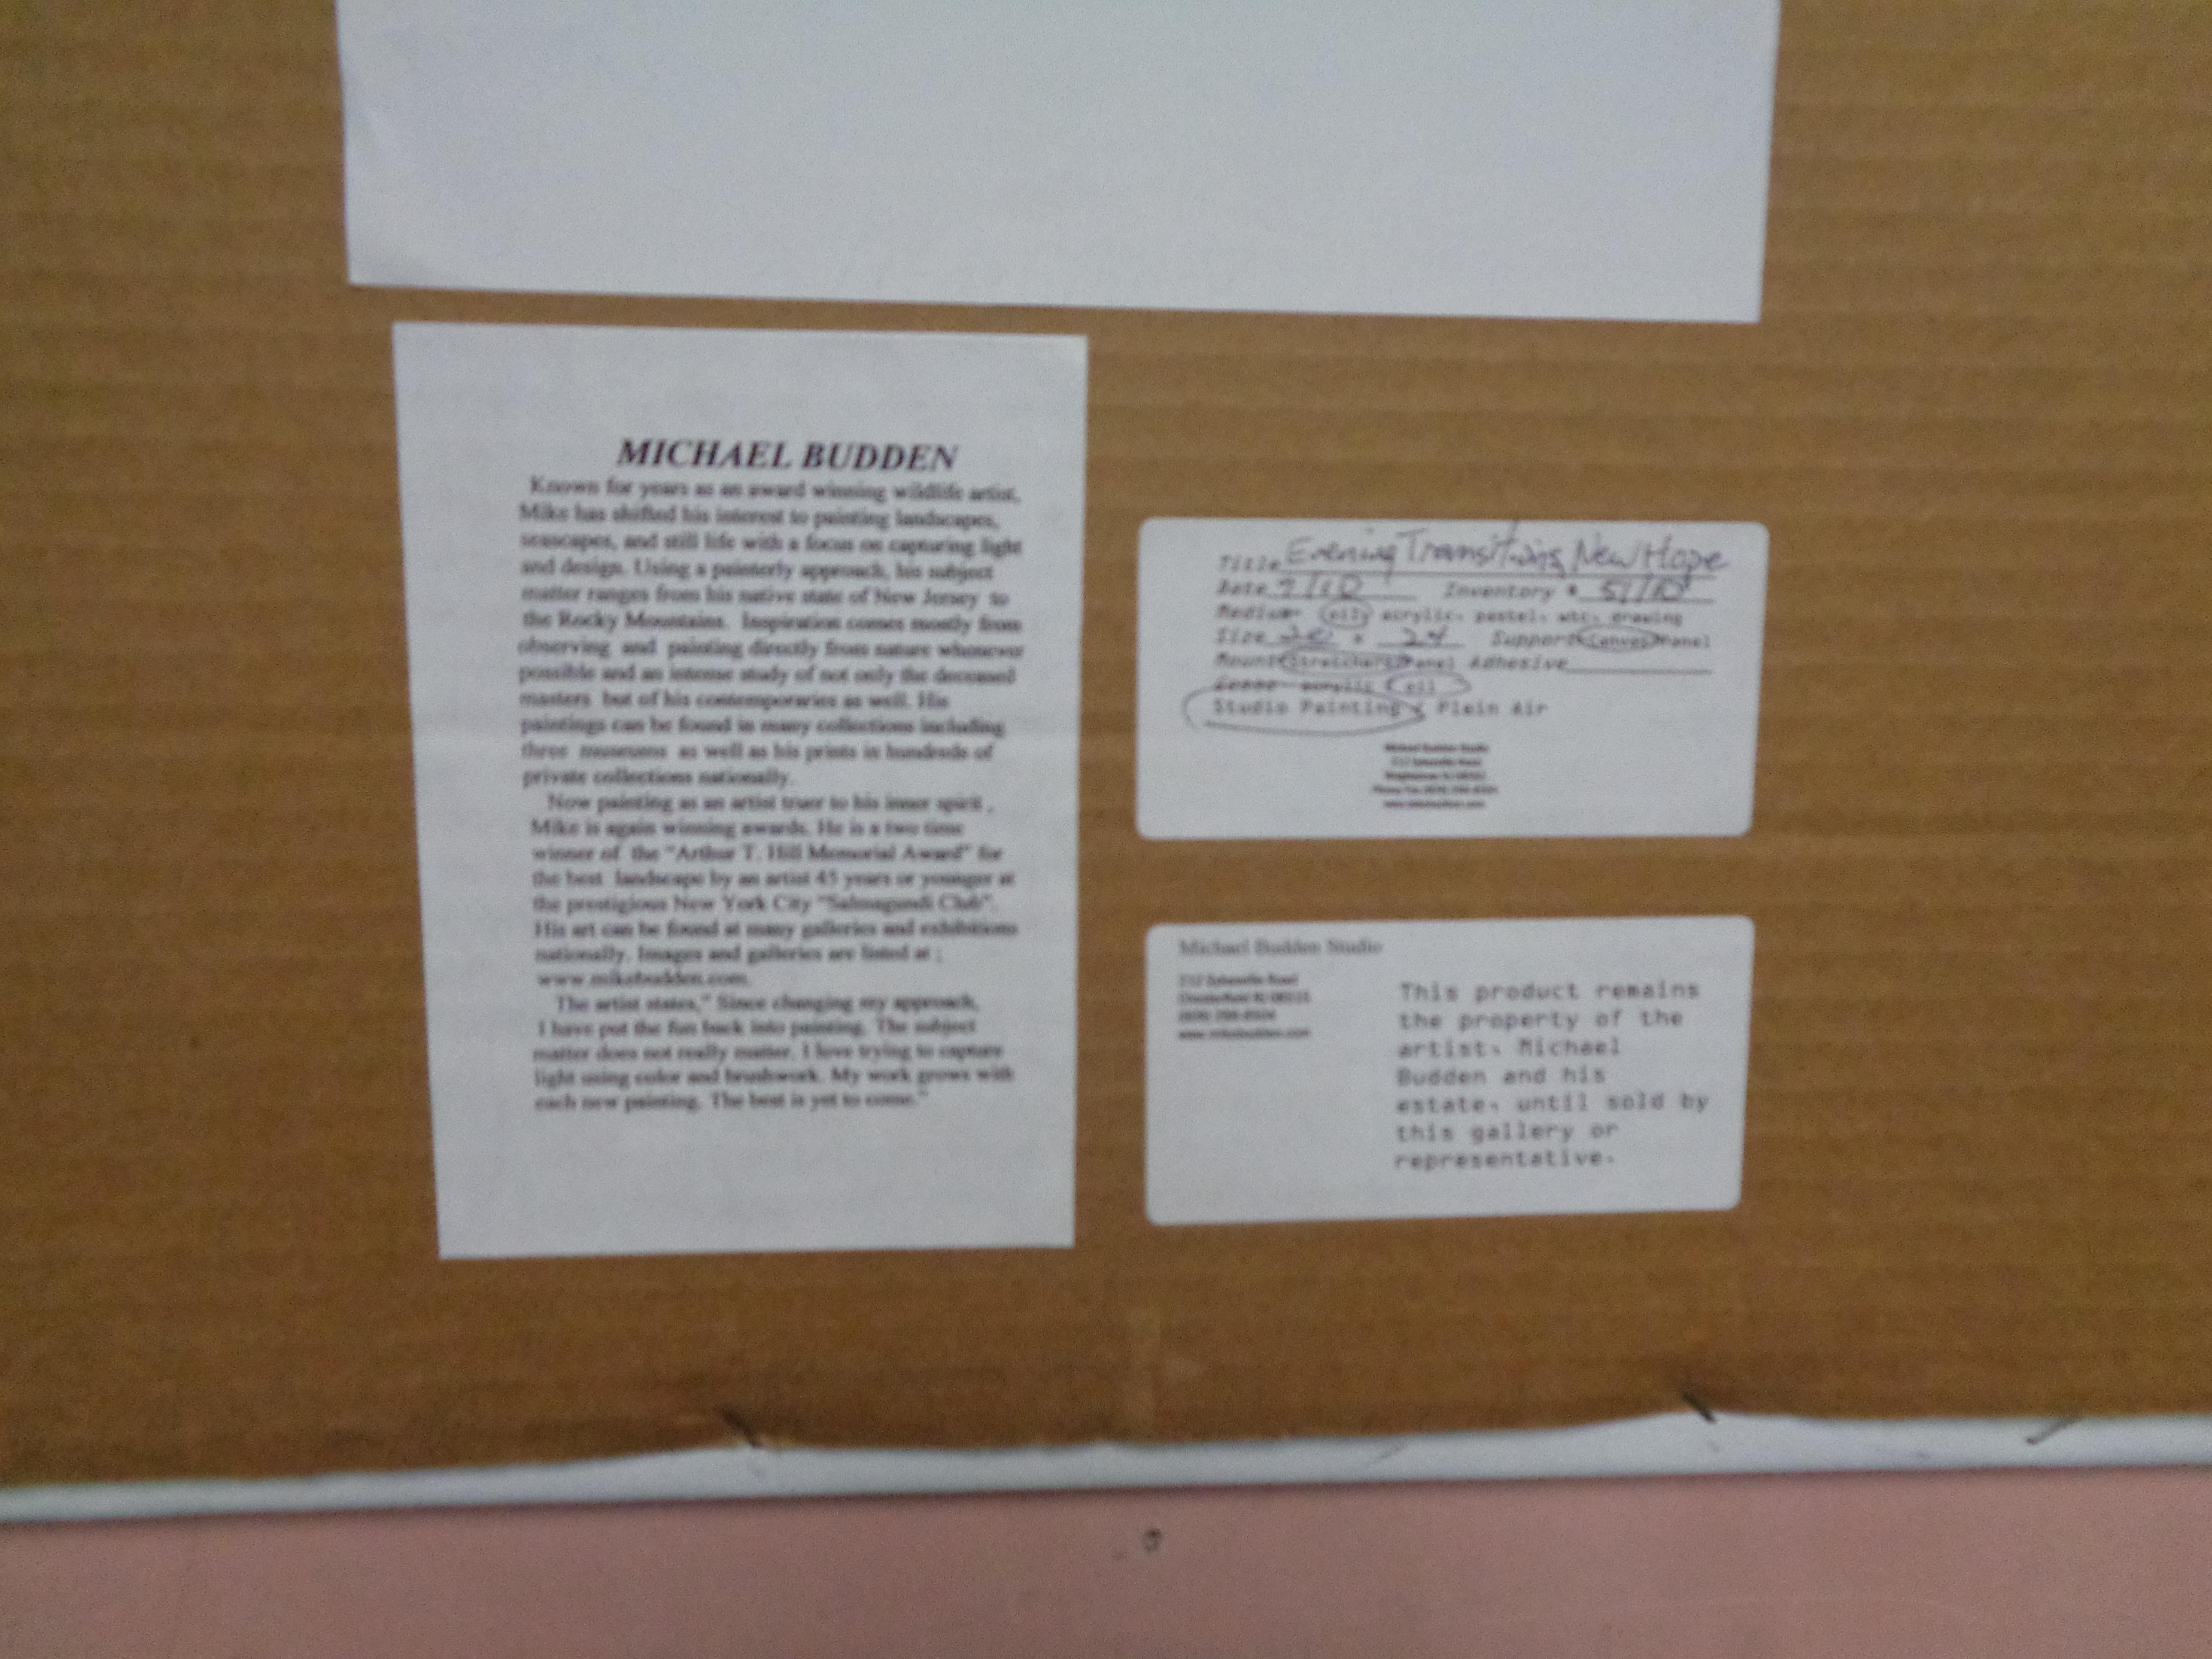 MICHAEL BUDDEN
Known for years as an award winning wildlife artist,
Mike has shifted his interest to painting landscapes,
seascapes, and still life with a focus on capturing light
and design. Using a painterly approach, his subject
matter ranges from his native state of New Jersey to
the Rocky Mountains. Inspiration comes mostly from
observing and painting directly from nature whenever
possible and an intense study of not only the deceased
masters but of his contemporaries as well. His
paintings can be found in many collections including
three museums as well as his prints in hundreds of
private collections nationally.
Now painting as an artist truer to his inner spirit ,
Mike is again winning awards. He is a two time
winner of the "Arthur T. Hill Memorial Award" for
the best landscape by an artist 45 years or younger at
the prestigious New York City "Salmagundi Club".
His art can be found at many galleries and exhibitions
nationally. Images and galleries are listed at ;
www.mikebudden.com.
The artist states," Since changing my approach,
I have put the fun back into painting. The subject
matter does not really matter. I love trying to capture
light using color and brushwork. My work grows with
each new painting. The best is yet to come."
Title Evening New Hope
Date /10 Inventory # 51/10
Medium oil, acrylic, pastel, wtc, drawing
Size 20 x 24 Support Canvas Panel
Mount Stretchers Panel Adhesive
acrylic oil
Studio Painting / Plein Air
Michael Budden Studio
www.mikebudden.com
Michael Budden Studio
www.mikebudden.com
This product remains
the property of the
artist, Michael
Budden and his
estate, until sold by
this gallery or
representative.